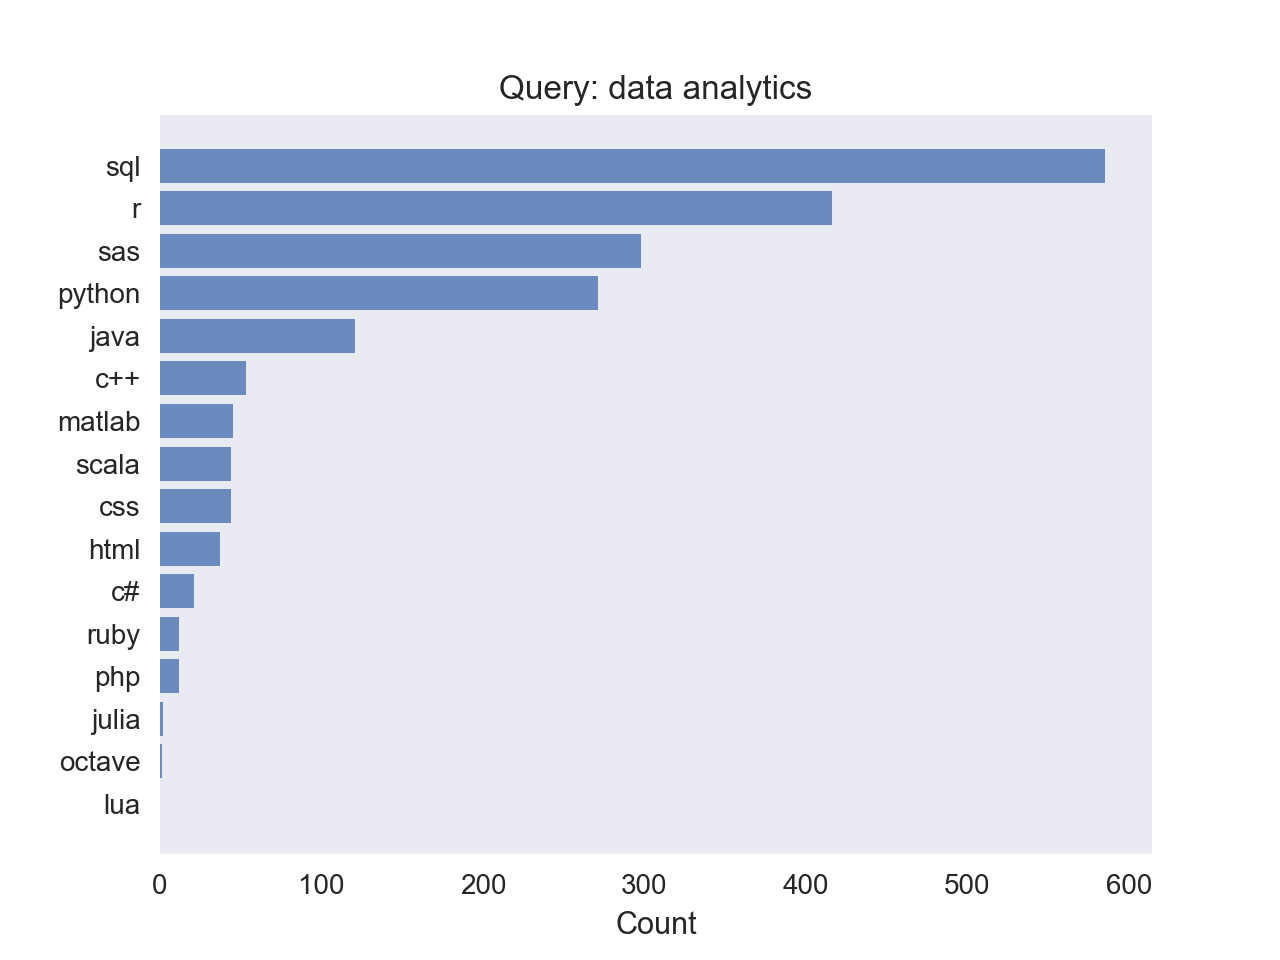 Query: data analytics
sql
r
sas
python
java
c++
matlab
scala
css
html
c#
ruby
php
julia
octave
lua
0 100 200 300 400 500 600
Count